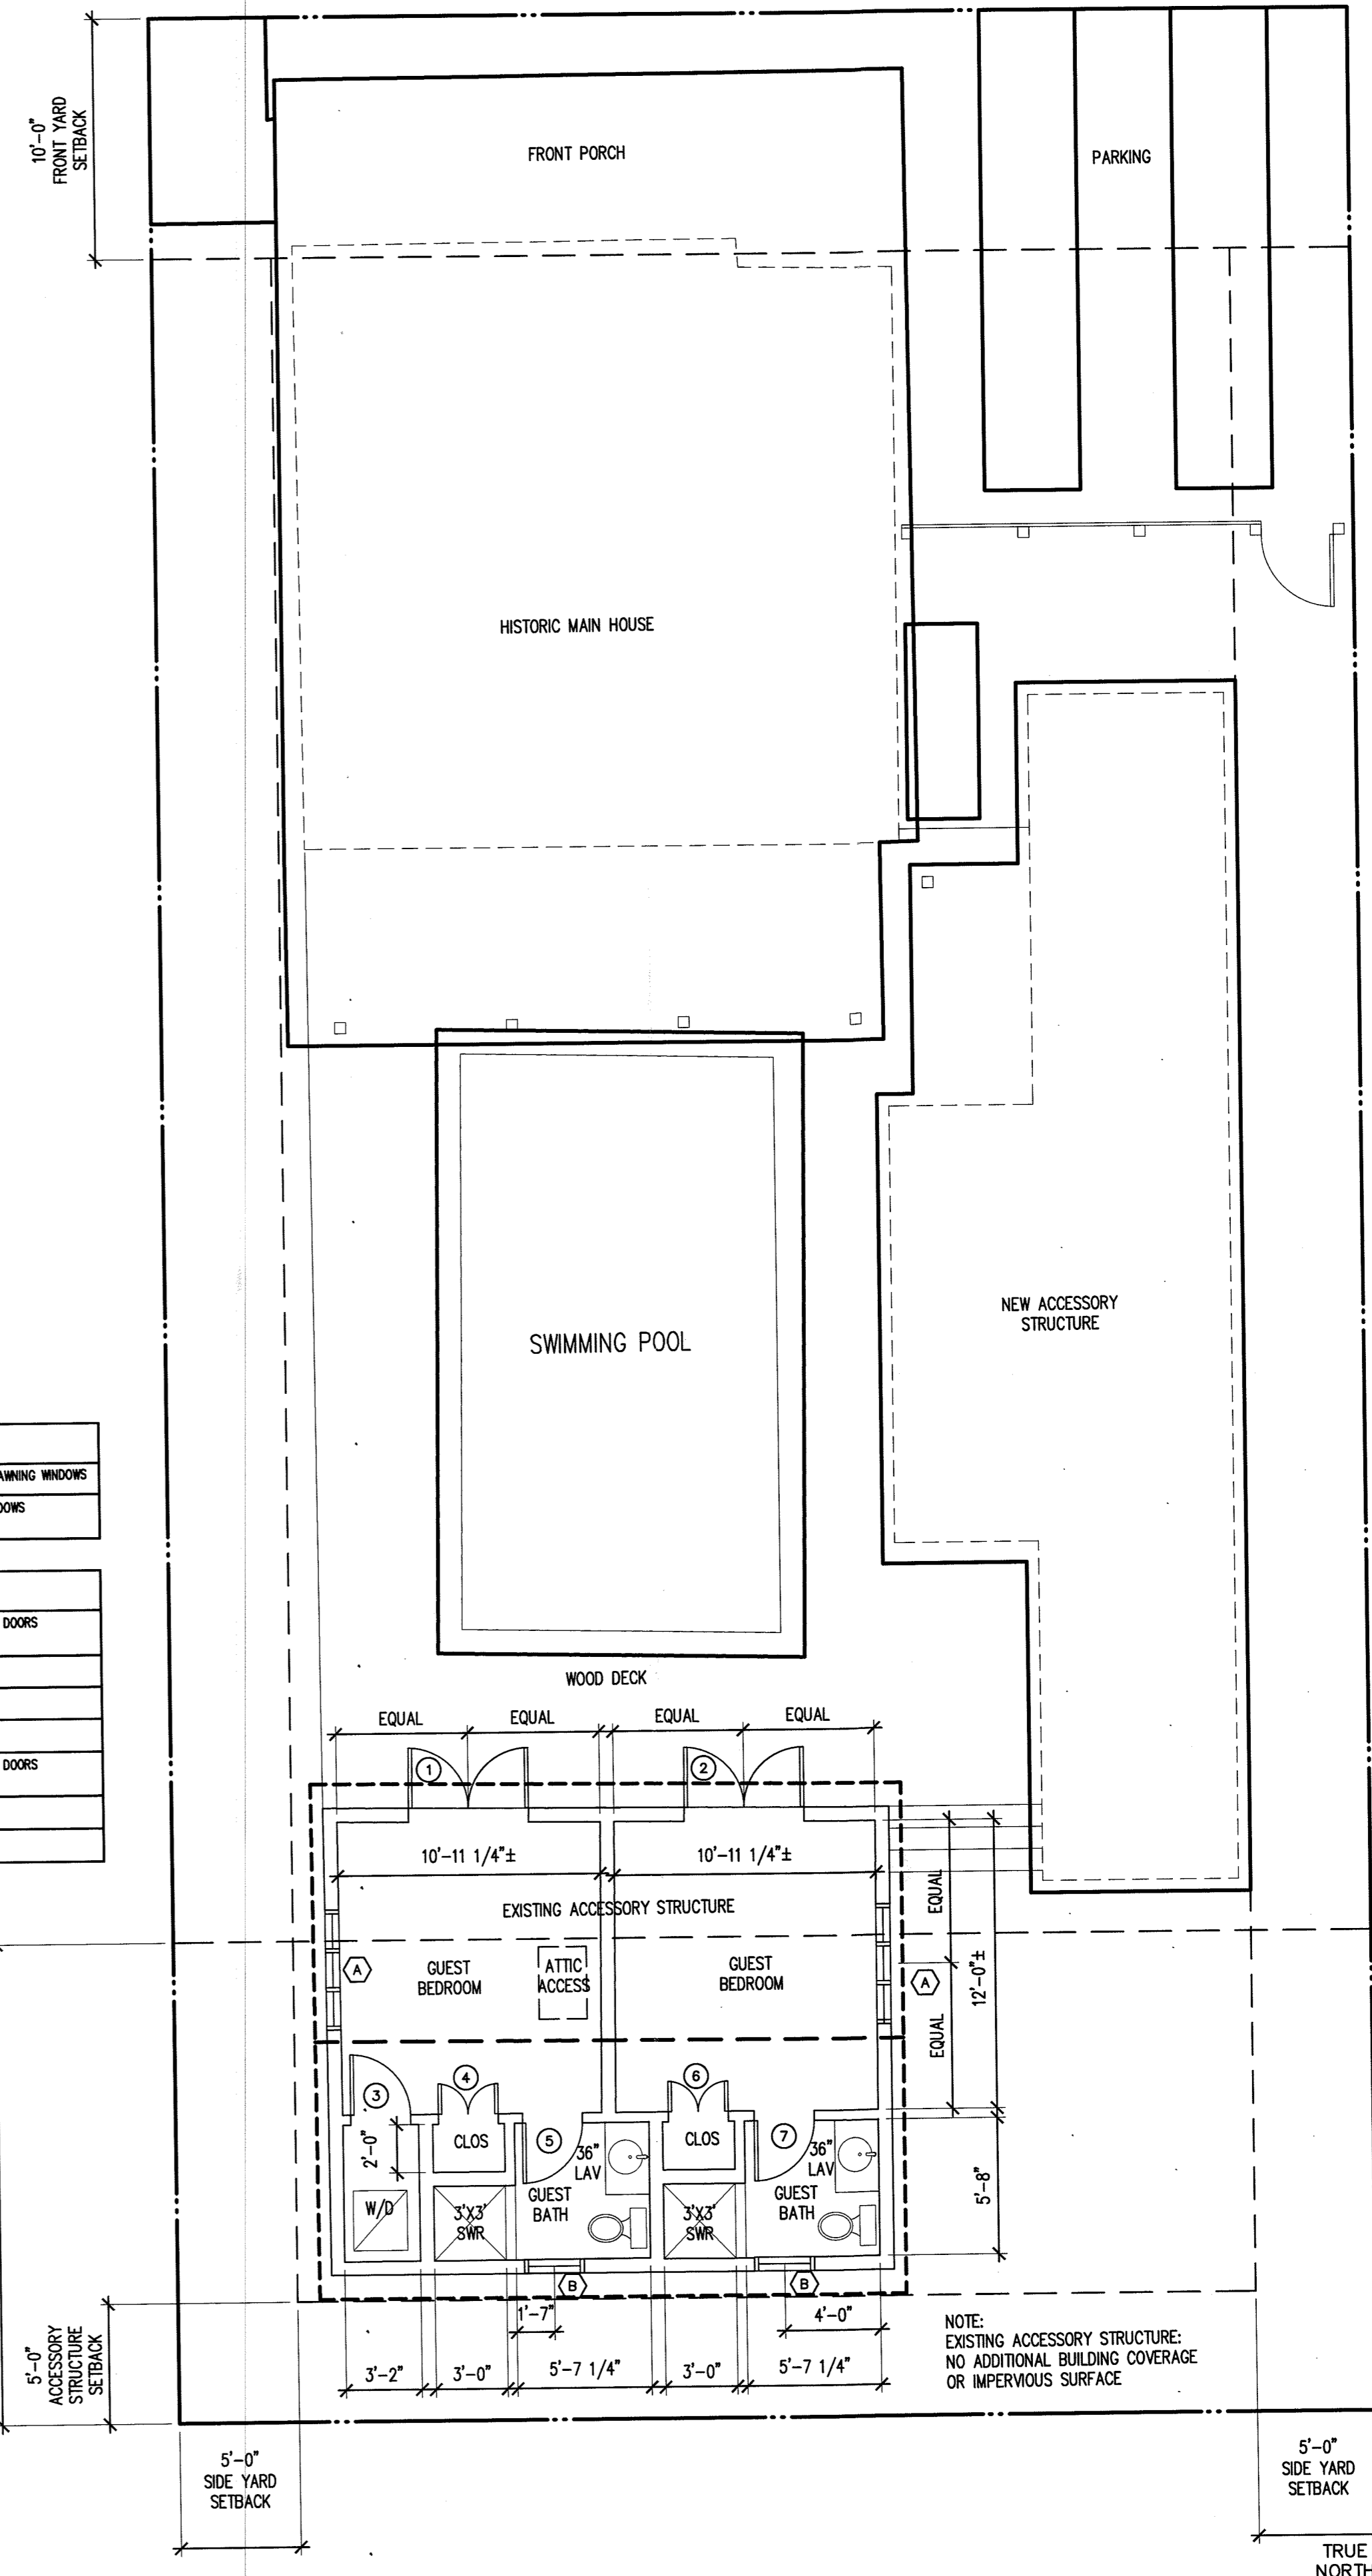 10'-0"
FRONT YARD
SETBACK
FRONT PORCH
PARKING
HISTORIC MAIN HOUSE
SWIMMING POOL
NEW ACCESSORY
STRUCTURE
AWNING WINDOWS
DOORS
DOORS
WOOD DECK
EQUAL
EQUAL
EQUAL
EQUAL
1
2
10'-11 1/4"±
10'-11 1/4"±
EXISTING ACCESSORY STRUCTURE
EQUAL
EQUAL
12'-0"±
A
GUEST
BEDROOM
ATTIC
ACCESS
GUEST
BEDROOM
A
3
4
5
6
7
2'-0"
CLOS
36"
LAV
CLOS
36"
LAV
W/D
3'X3'
SWR
GUEST
BATH
3'X3'
SWR
GUEST
BATH
5'-8"
B
B
1'-7"
4'-0"
3'-2"
3'-0"
5'-7 1/4"
3'-0"
5'-7 1/4"
NOTE:
EXISTING ACCESSORY STRUCTURE:
NO ADDITIONAL BUILDING COVERAGE
OR IMPERVIOUS SURFACE
5'-0"
ACCESSORY
STRUCTURE
SETBACK
5'-0"
SIDE YARD
SETBACK
5'-0"
SIDE YARD
SETBACK
TRUE
NORTH